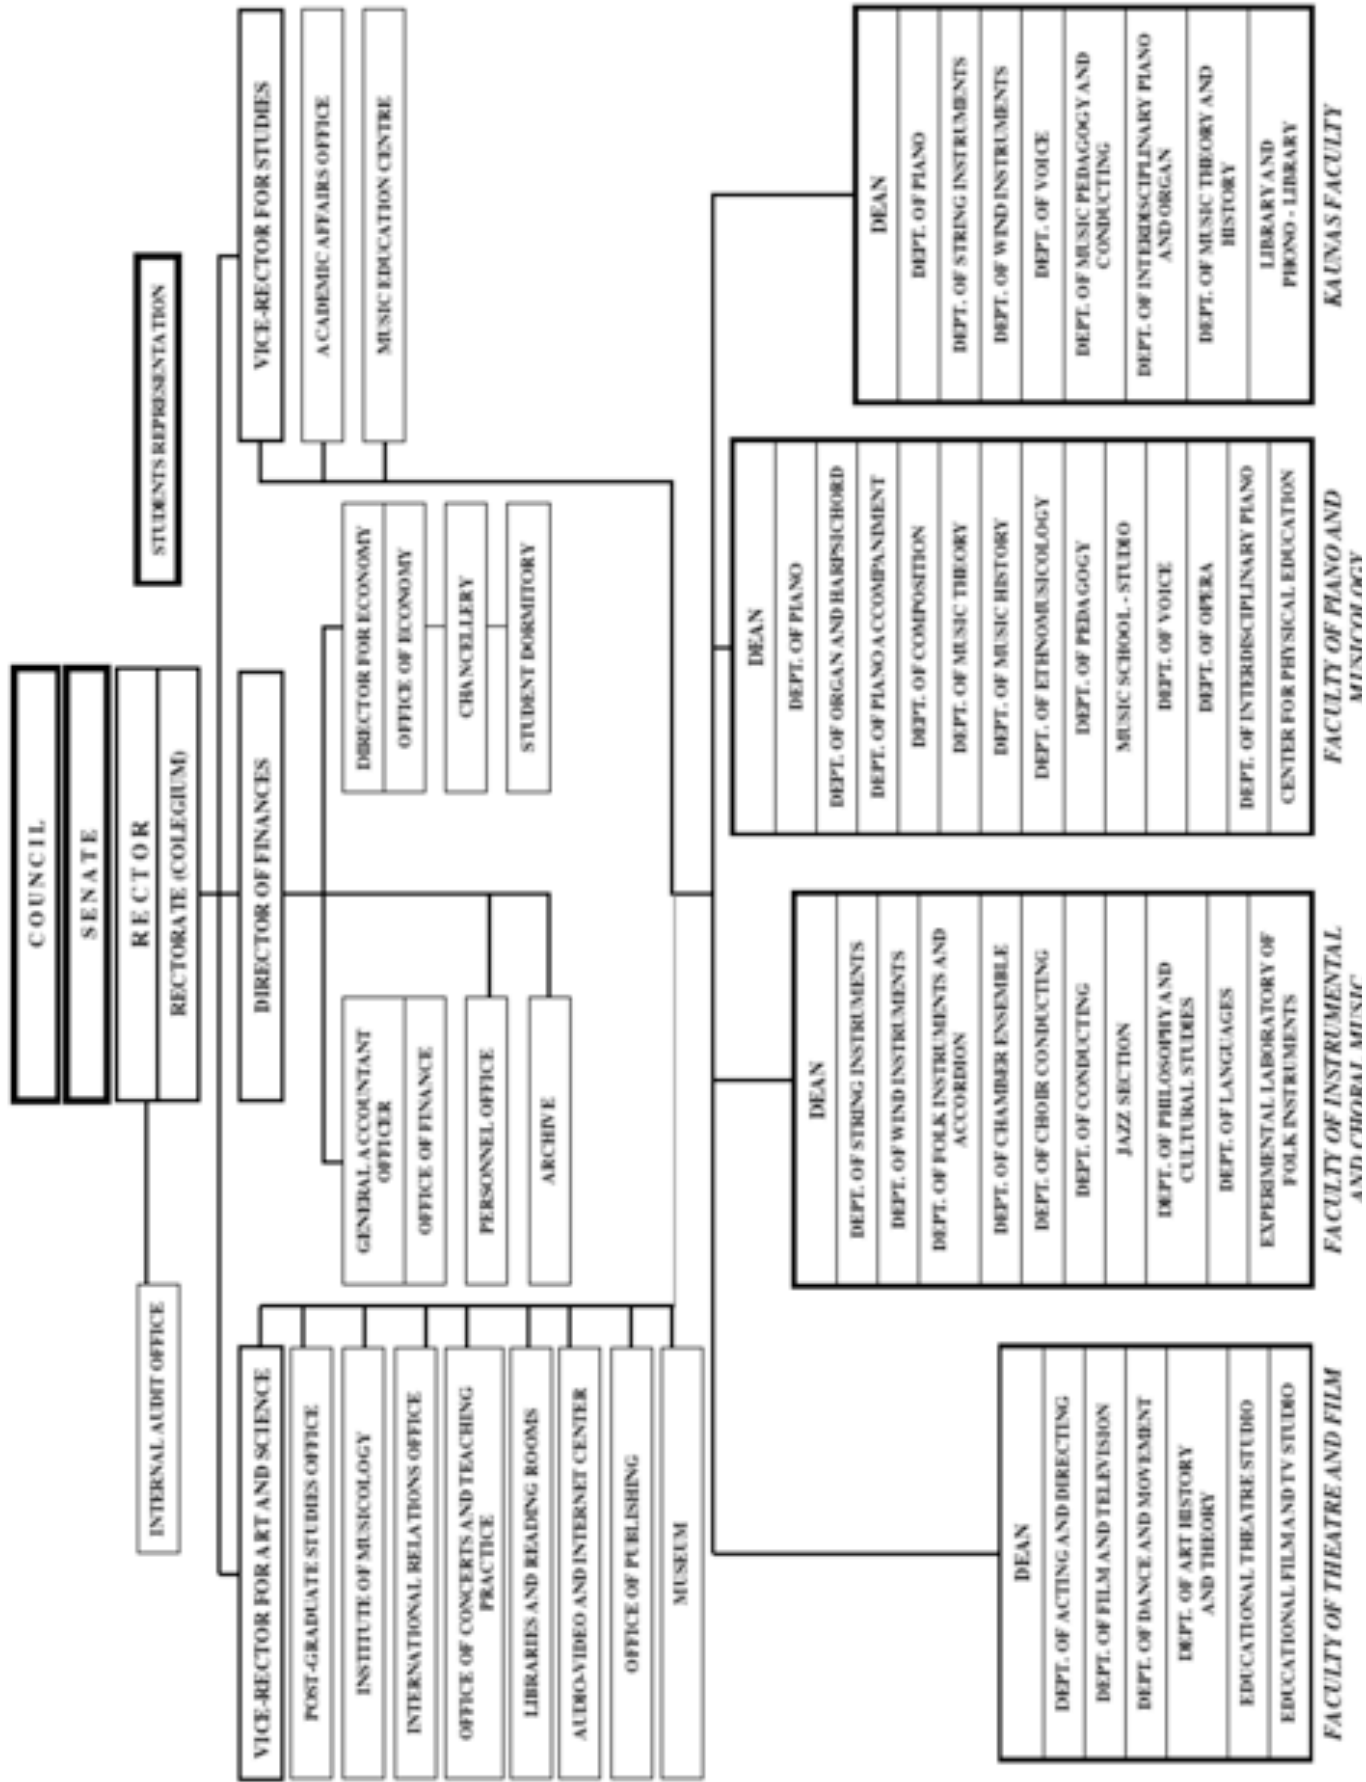 COUNCIL
SENATE
RECTOR
RECTORATE (COLEGIUM)
STUDENTS REPRESENTATION
INTERNAL AUDIT OFFICE
VICE-RECTOR FOR ART AND SCIENCE
POST-GRADUATE STUDIES OFFICE
INSTITUTE OF MUSICOLOGY
INTERNATIONAL RELATIONS OFFICE
OFFICE OF CONCERTS AND TEACHING
PRACTICE
LIBRARIES AND READING ROOMS
AUDIO-VIDEO AND INTERNET CENTER
OFFICE OF PUBLISHING
MUSEUM
DIRECTOR OF FINANCES
GENERAL ACCOUNTANT
OFFICER
OFFICE OF FINANCE
PERSONNEL OFFICE
ARCHIVE
DIRECTOR FOR ECONOMY
OFFICE OF ECONOMY
CHANCELLERY
STUDENT DORMITORY
VICE-RECTOR FOR STUDIES
ACADEMIC AFFAIRS OFFICE
MUSIC EDUCATION CENTRE
DEAN
DEPT. OF ACTING AND DIRECTING
DEPT. OF FILM AND TELEVISION
DEPT. OF DANCE AND MOVEMENT
DEPT. OF ART HISTORY
AND THEORY
EDUCATIONAL THEATRE STUDIO
EDUCATIONAL FILM AND TV STUDIO
FACULTY OF THEATRE AND FILM
DEAN
DEPT. OF STRING INSTRUMENTS
DEPT. OF WIND INSTRUMENTS
DEPT. OF FOLK INSTRUMENTS AND
ACCORDION
DEPT. OF CHAMBER ENSEMBLE
DEPT. OF CHOIR CONDUCTING
DEPT. OF CONDUCTING
JAZZ SECTION
DEPT. OF PHILOSOPHY AND
CULTURAL STUDIES
DEPT. OF LANGUAGES
EXPERIMENTAL LABORATORY OF
FOLK INSTRUMENTS
FACULTY OF INSTRUMENTAL
AND CHORAL MUSIC
DEAN
DEPT. OF PIANO
DEPT. OF ORGAN AND HARPSICHORD
DEPT. OF PIANO ACCOMPANIMENT
DEPT. OF COMPOSITION
DEPT. OF MUSIC THEORY
DEPT. OF MUSIC HISTORY
DEPT. OF ETHNOMUSICOLOGY
DEPT. OF PEDAGOGY
MUSIC SCHOOL - STUDIO
DEPT. OF VOICE
DEPT. OF OPERA
DEPT. OF INTERDISCIPLINARY PIANO
CENTER FOR PHYSICAL EDUCATION
FACULTY OF PIANO AND
MUSICOLOGY
DEAN
DEPT. OF PIANO
DEPT. OF STRING INSTRUMENTS
DEPT. OF WIND INSTRUMENTS
DEPT. OF VOICE
DEPT. OF MUSIC PEDAGOGY AND
CONDUCTING
DEPT. OF INTERDISCIPLINARY PIANO
AND ORGAN
DEPT. OF MUSIC THEORY AND
HISTORY
LIBRARY AND
PHONO - LIBRARY
KAUNAS FACULTY